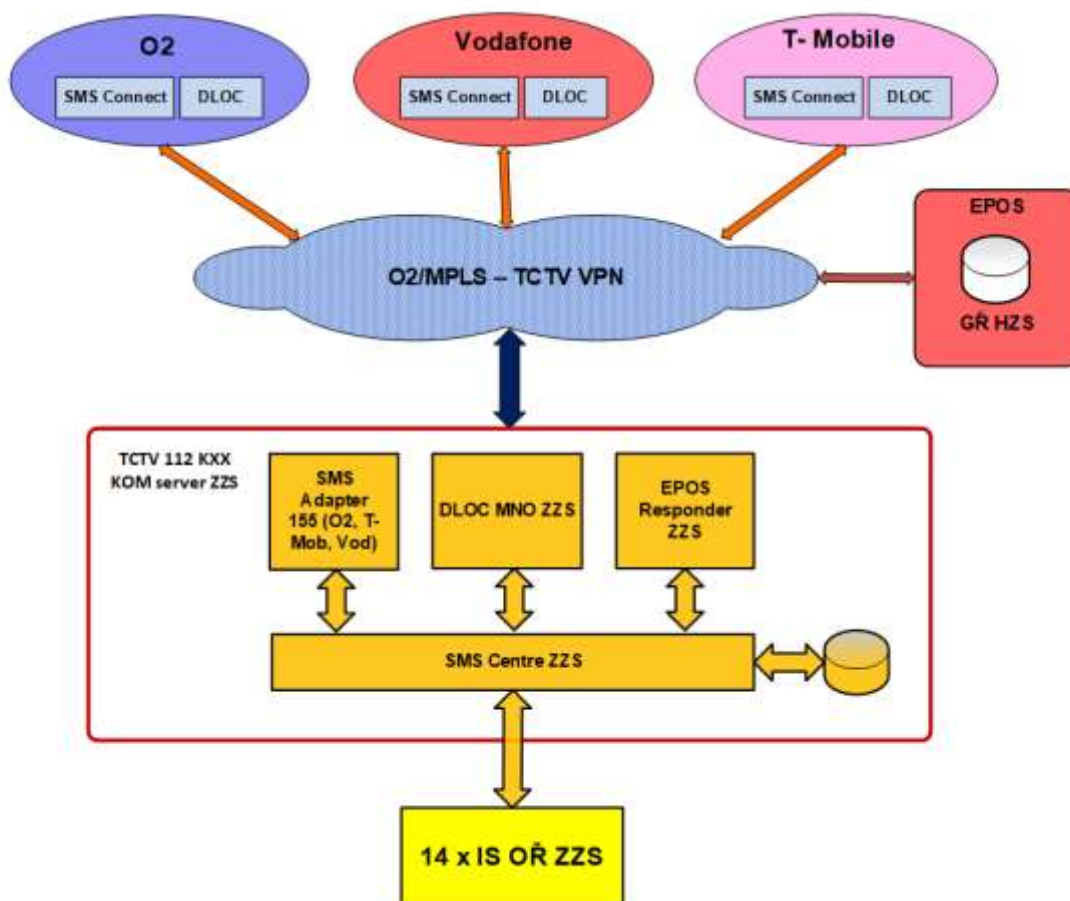 O2
Vodafone
T- Mobile
SMS Connect
DLOC
SMS Connect
DLOC
SMS Connect
DLOC
EPOS
GŘ HZS
O2/MPLS – TCTV VPN
TCTV 112 KXX
KOM server ZZS
SMS
Adapter
155 (O2, T-
Mob, Vod)
DLOC MNO ZZS
EPOS
Responder
ZZS
SMS Centre ZZS
14 x IS OŘ ZZS